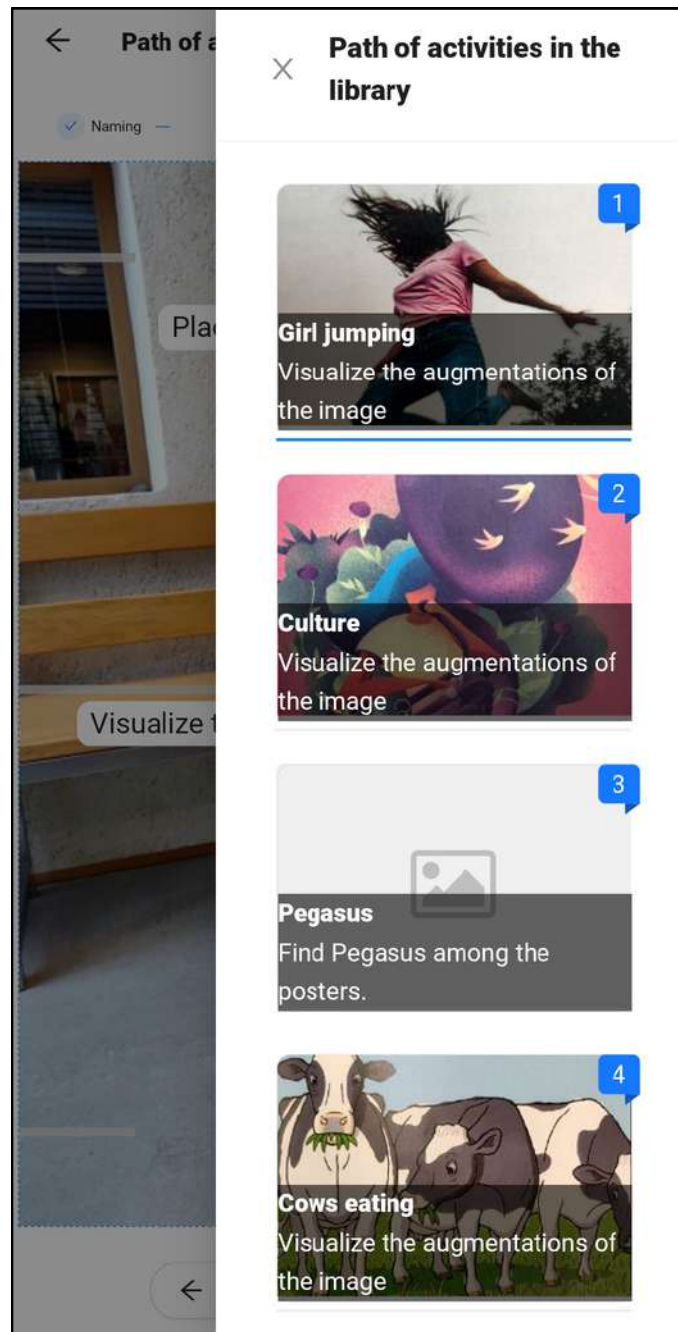 Path of a
Naming
Pla
Visualize t
Path of activities in the
library
1
Girl jumping
Visualize the augmentations of
the image
2
Culture
Visualize the augmentations of
the image
3
Pegasus
Find Pegasus among the
posters.
4
Cows eating
Visualize the augmentations of
the image